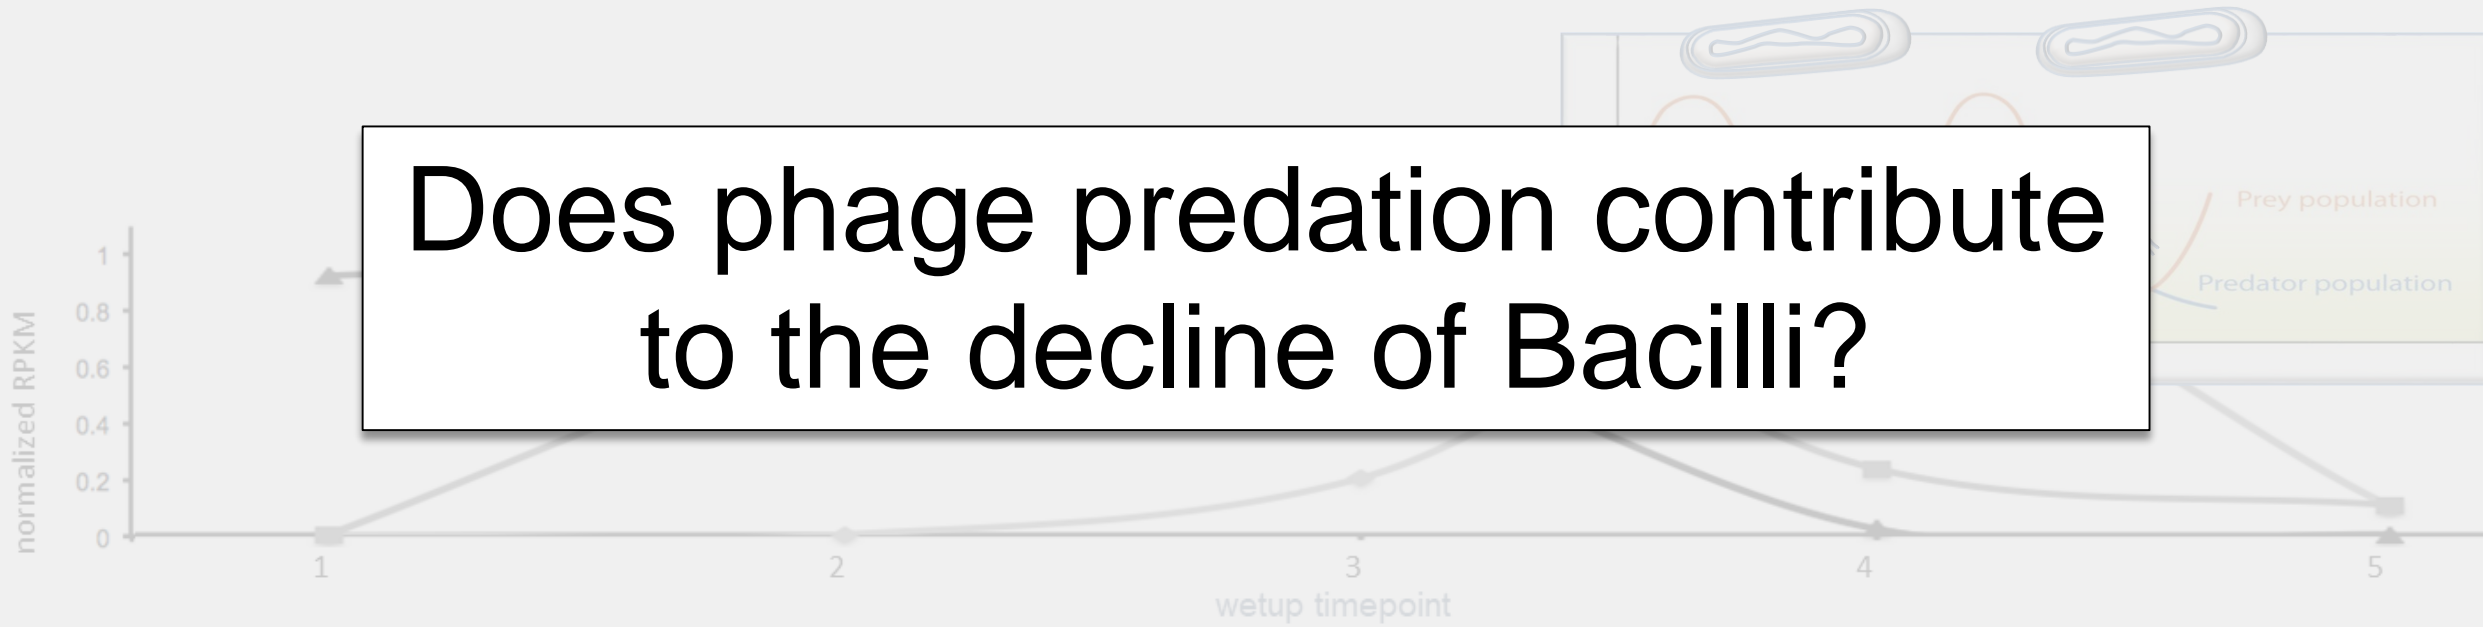 Does phage predation contribute
to the decline of Bacilli?
Prey population
Predator population
normalized RPKM
1
0.8
0.6
0.4
0.2
0
1 2 3 4 5
wetup timepoint